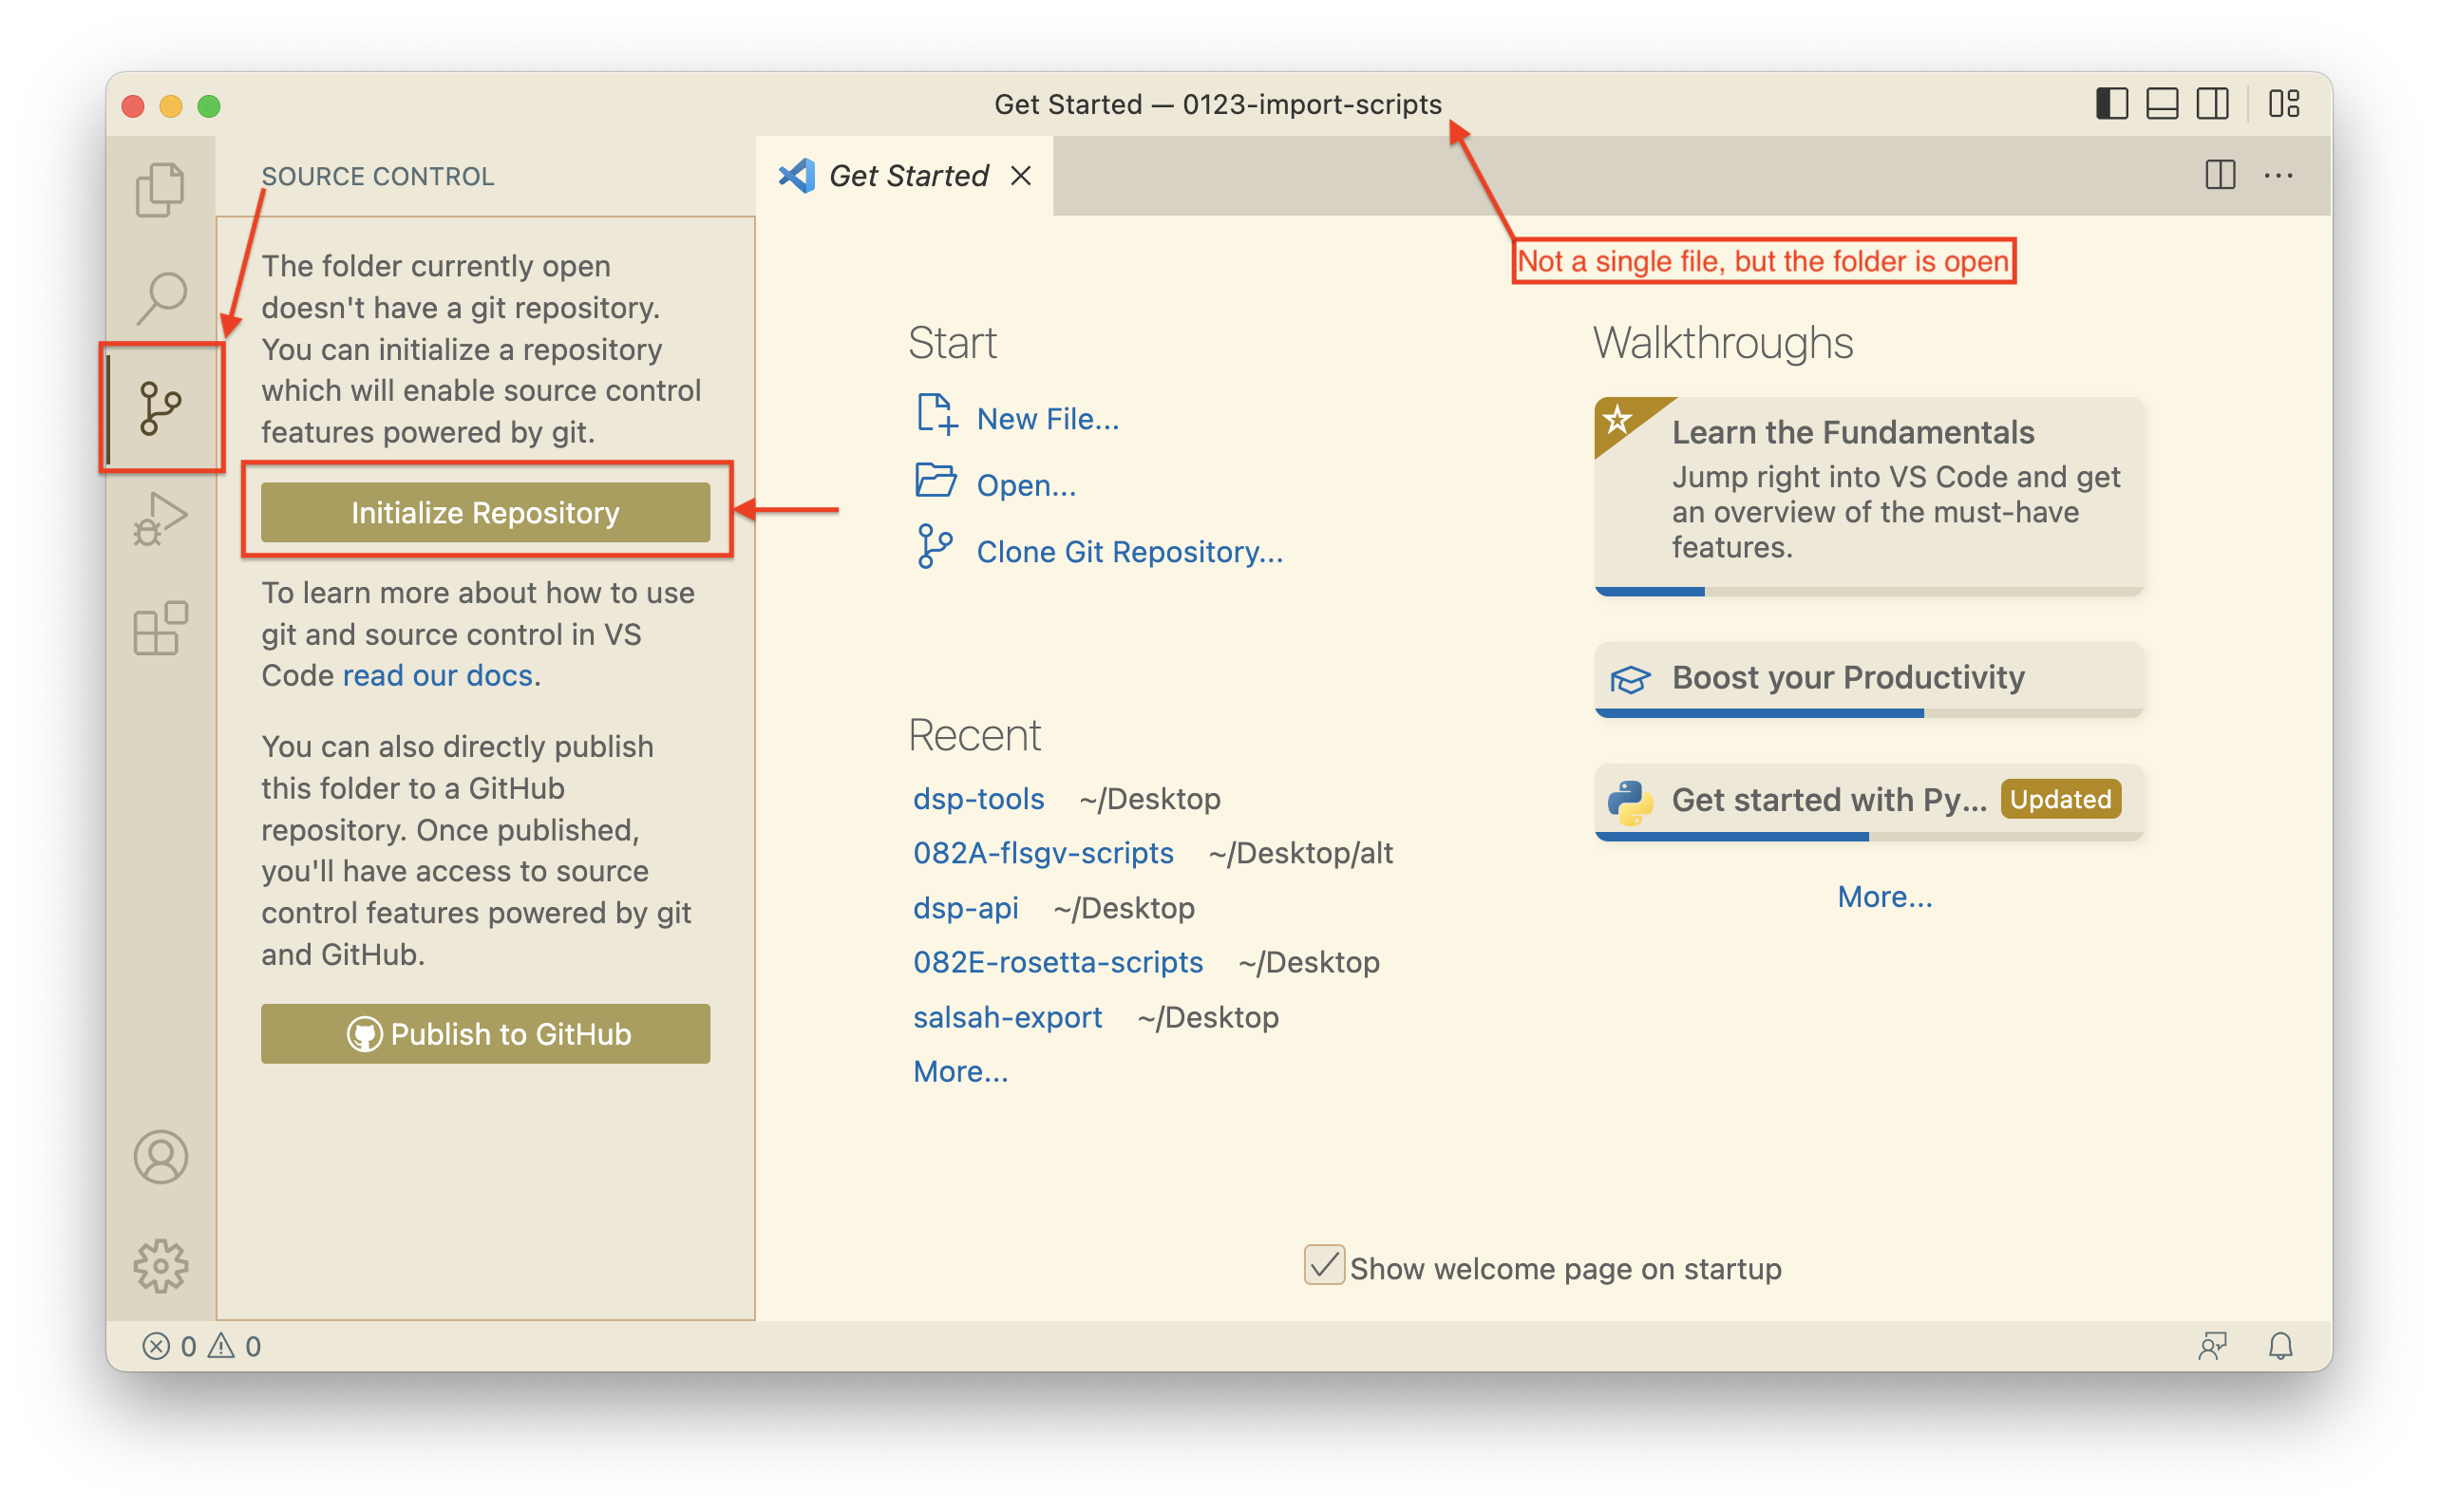 Get Started — 0123-import-scripts
SOURCE CONTROL
Get Started
Not a single file, but the folder is open
The folder currently open
doesn't have a git repository.
You can initialize a repository
which will enable source control
features powered by git.
Initialize Repository
To learn more about how to use
git and source control in VS
Code read our docs.
You can also directly publish
this folder to a GitHub
repository. Once published,
you'll have access to source
control features powered by git
and GitHub.
Publish to GitHub
Start
New File...
Open...
Clone Git Repository...
Recent
dsp-tools ~/Desktop
082A-flsgv-scripts ~/Desktop/alt
dsp-api ~/Desktop
082E-rosetta-scripts ~/Desktop
salsah-export ~/Desktop
More...
Walkthroughs
Learn the Fundamentals
Jump right into VS Code and get
an overview of the must-have
features.
Boost your Productivity
Get started with Py... Updated
More...
Show welcome page on startup
0 0